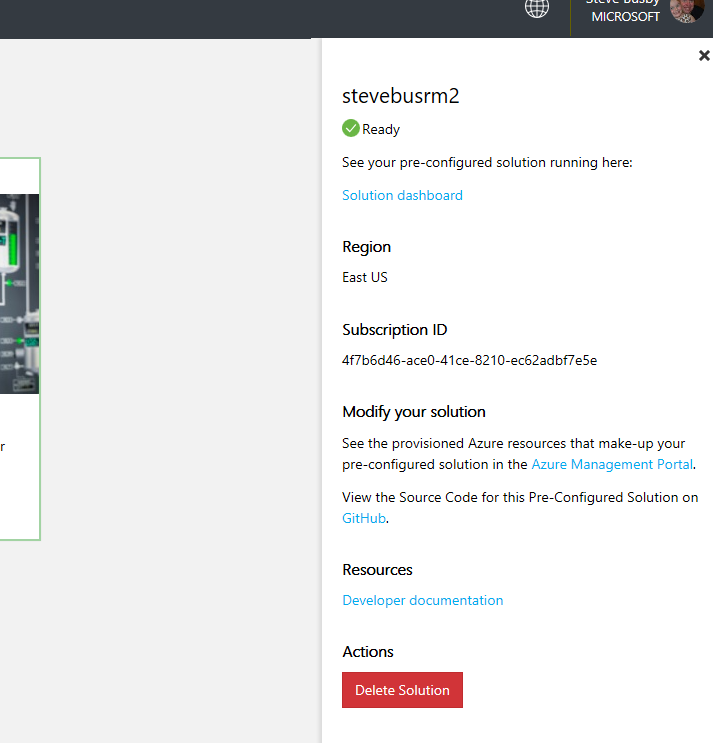 Steve Busby
MICROSOFT
stevebusrm2
Ready
See your pre-configured solution running here:
Solution dashboard
Region
East US
Subscription ID
4f7b6d46-ace0-41ce-8210-ec62adbf7e5e
Modify your solution
See the provisioned Azure resources that make-up your
pre-configured solution in the Azure Management Portal.
View the Source Code for this Pre-Configured Solution on
GitHub.
r
Resources
Developer documentation
Actions
Delete Solution